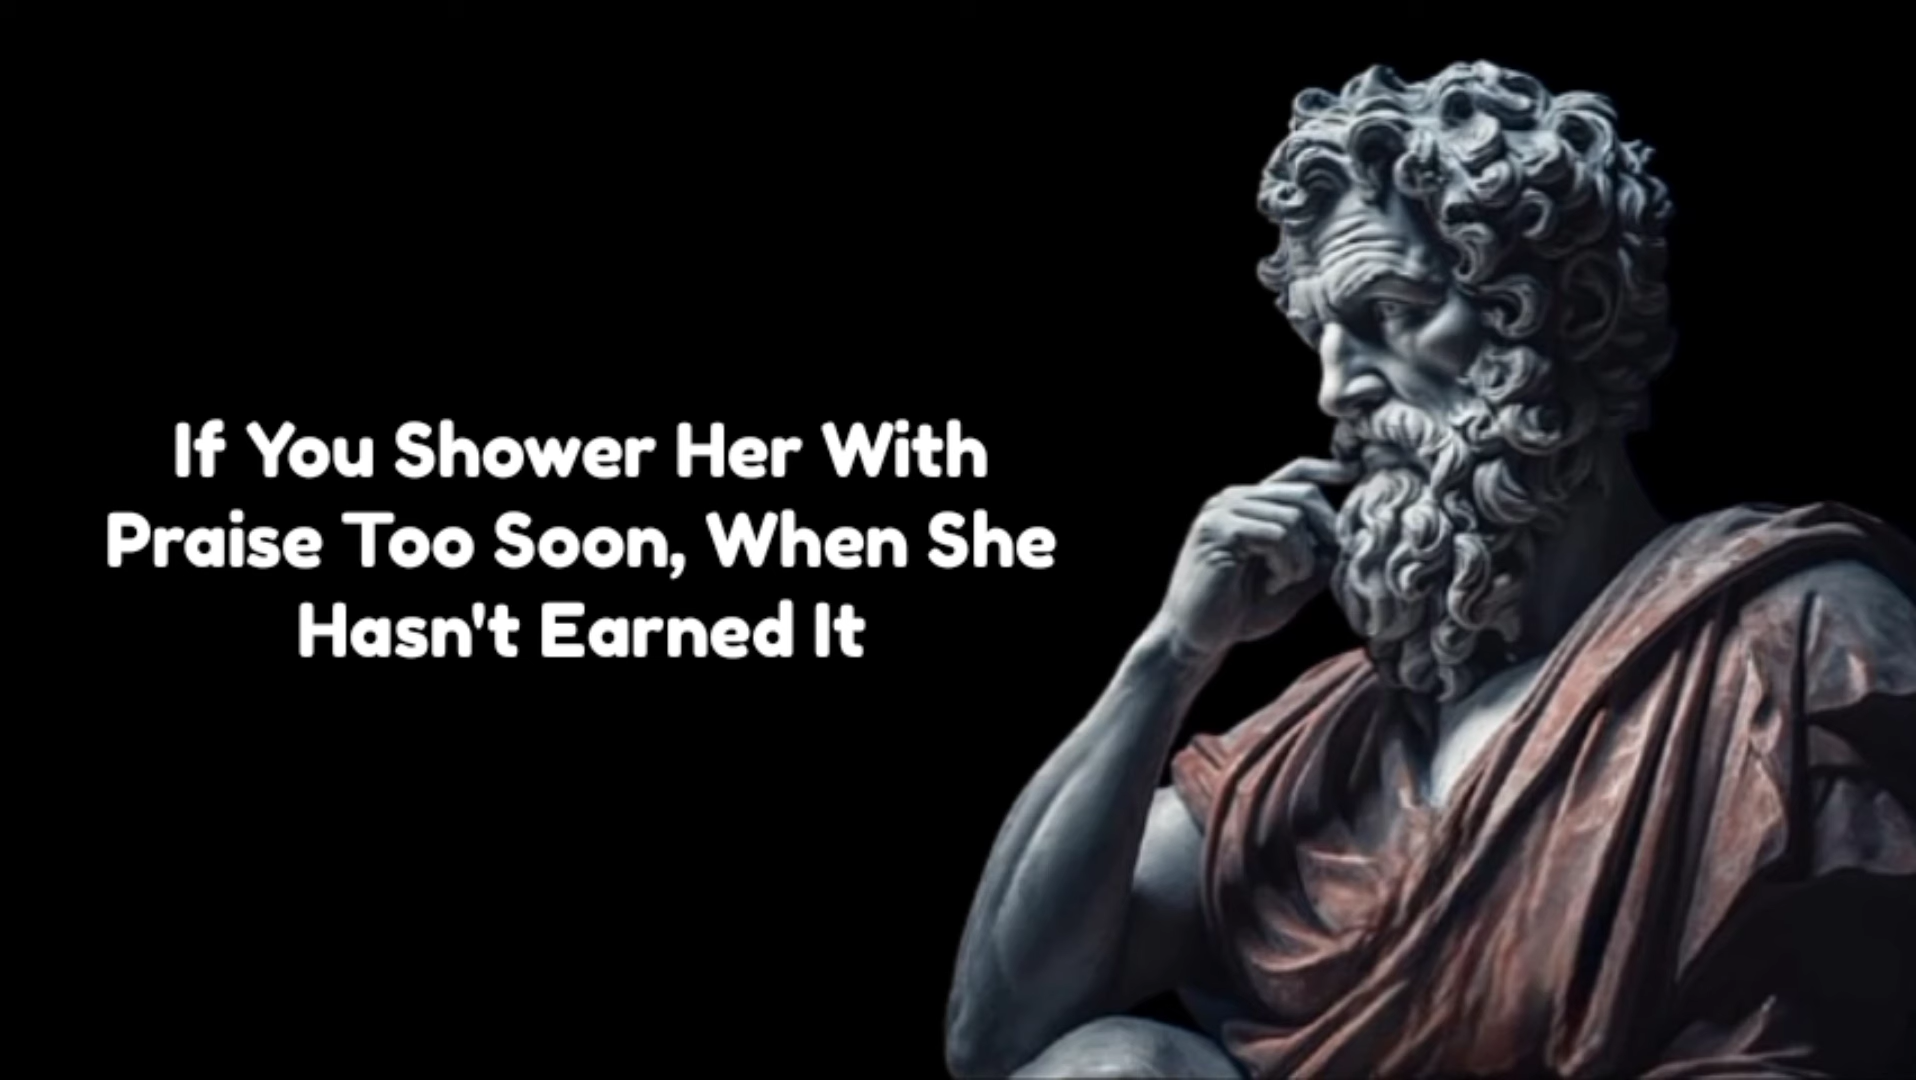 If You Shower Her With
Praise Too Soon, When She
Hasn't Earned It